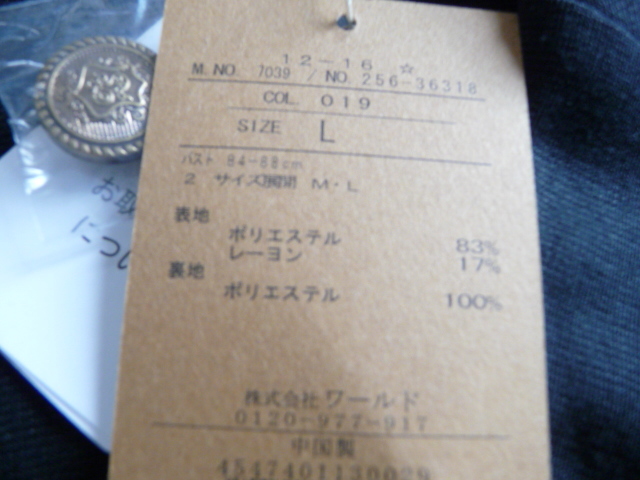 12-16 ☆
M. NO. 7039 / NO. 256-36318
COL. 019
SIZE L
バスト 84-88cm
2 サイズ展開 M・L
表地
ポリエステル 83%
レーヨン 17%
裏地
ポリエステル 100%
株式会社 ワールド
0120-977-917
中国製
4547401130029
お取
につい